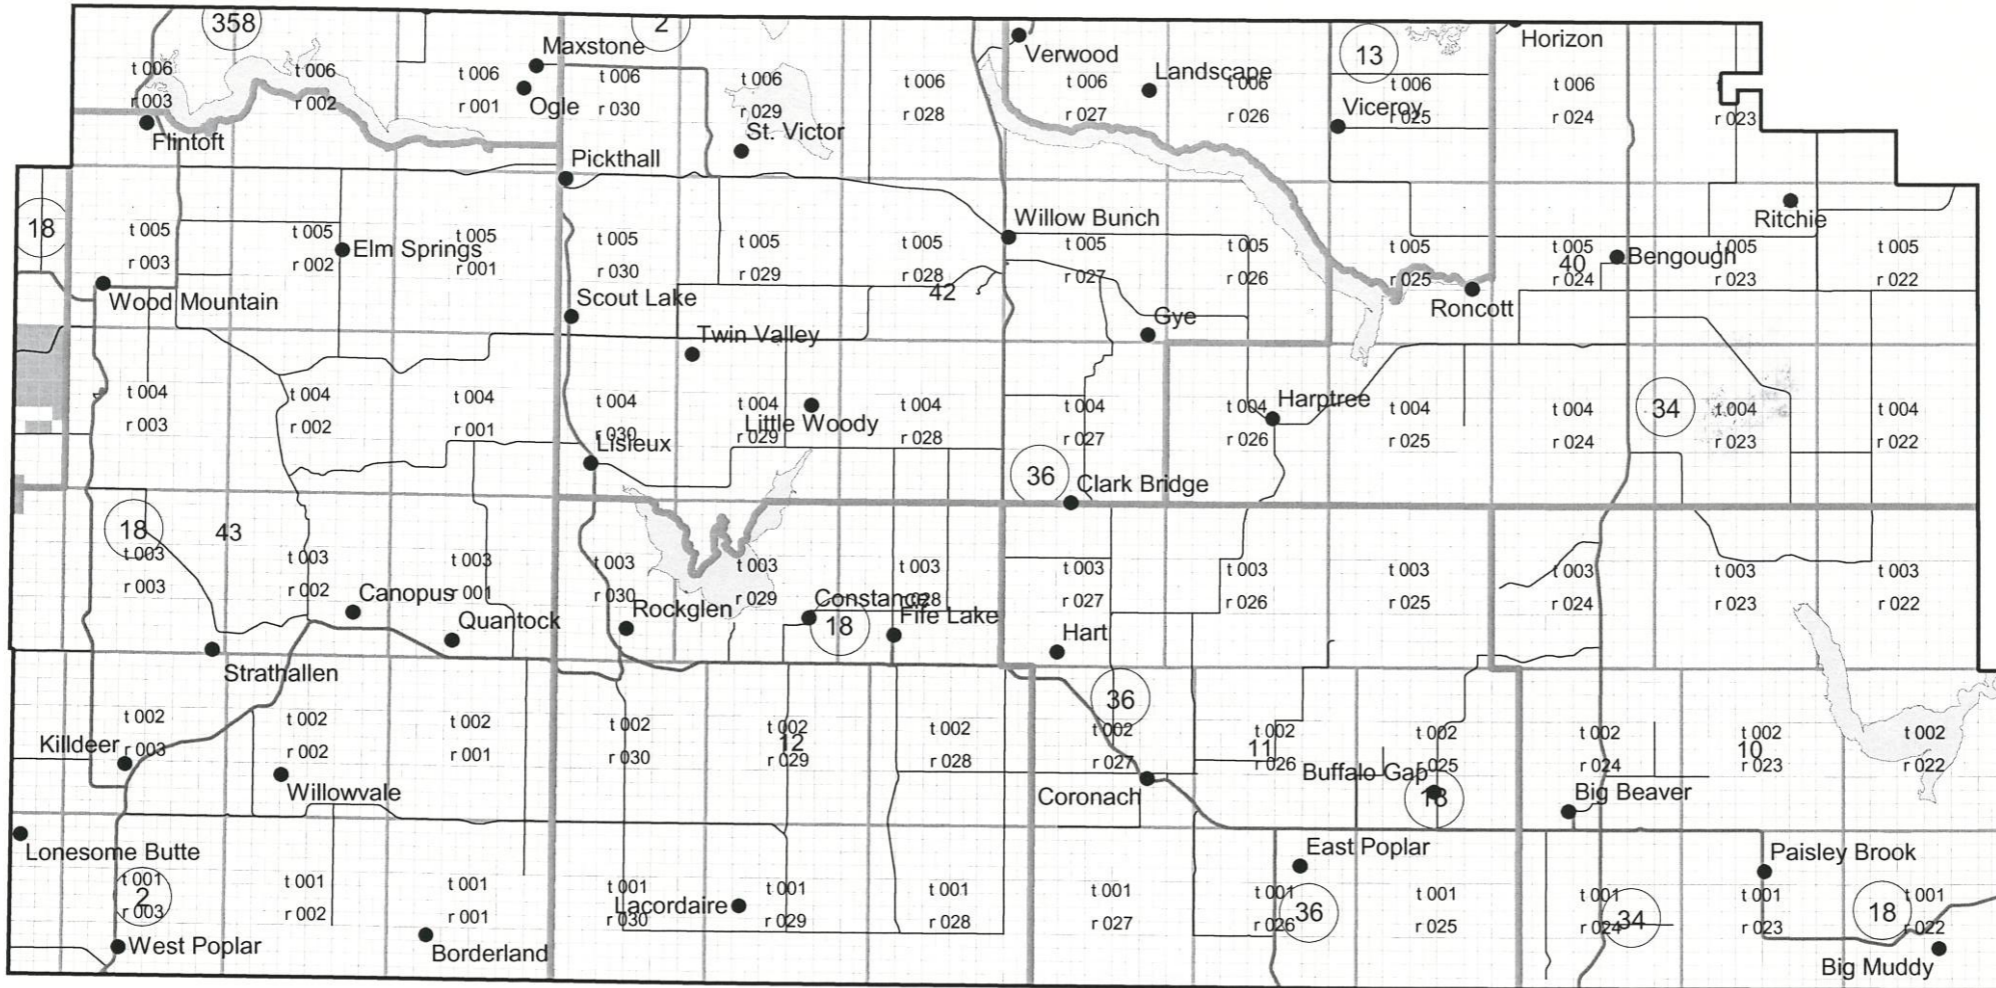 358
2
13
Horizon
Maxstone
Verwood
Landscape
t 006
r 003
t 006
r 002
t 006
r 001
Ogle
t 006
r 030
t 006
r 029
t 006
r 028
t 006
r 027
t 006
r 026
Viceroy
r 025
t 006
r 024
r 023
Flintoft
St. Victor
Pickthall
18
Willow Bunch
Ritchie
t 005
r 003
t 005
r 002
Elm Springs
t 005
r 001
t 005
r 030
t 005
r 029
t 005
r 028
42
t 005
r 027
t 005
r 026
t 005
r 025
t 005
40
r 024
Bengough
t 005
r 023
t 005
r 022
Wood Mountain
Scout Lake
Twin Valley
Gye
Roncott
t 004
r 003
t 004
r 002
t 004
r 001
t 004
r 030
Lisieux
t 004
r 029
Little Woody
t 004
r 028
t 004
r 027
t 004
r 026
Harptree
t 004
r 025
t 004
r 024
34
t 004
r 023
t 004
r 022
36
Clark Bridge
18
43
t 003
r 003
t 003
r 002
Canopus
t 003
r 001
Quantock
t 003
r 030
Rockglen
t 003
r 029
Constance
18
t 003
028
Fife Lake
t 003
r 027
t 003
r 026
t 003
r 025
t 003
r 024
t 003
r 023
t 003
r 022
Hart
Strathallen
36
t 002
r 003
Killdeer
t 002
r 002
Willowvale
t 002
r 001
t 002
r 030
t 002
12
r 029
t 002
r 028
t 002
r 027
Coronach
t 002
11
r 026
t 002
r 025
Buffalo Gap
18
t 002
r 024
Big Beaver
t 002
10
r 023
t 002
r 022
Lonesome Butte
East Poplar
Paisley Brook
t 001
2
r 003
t 001
r 002
t 001
r 001
t 001
Lacordaire
r 030
t 001
r 029
t 001
r 028
t 001
r 027
t 001
r 026
36
t 001
r 025
t 001
r 024
34
t 001
r 023
18
t 001
r 022
West Poplar
Borderland
Big Muddy